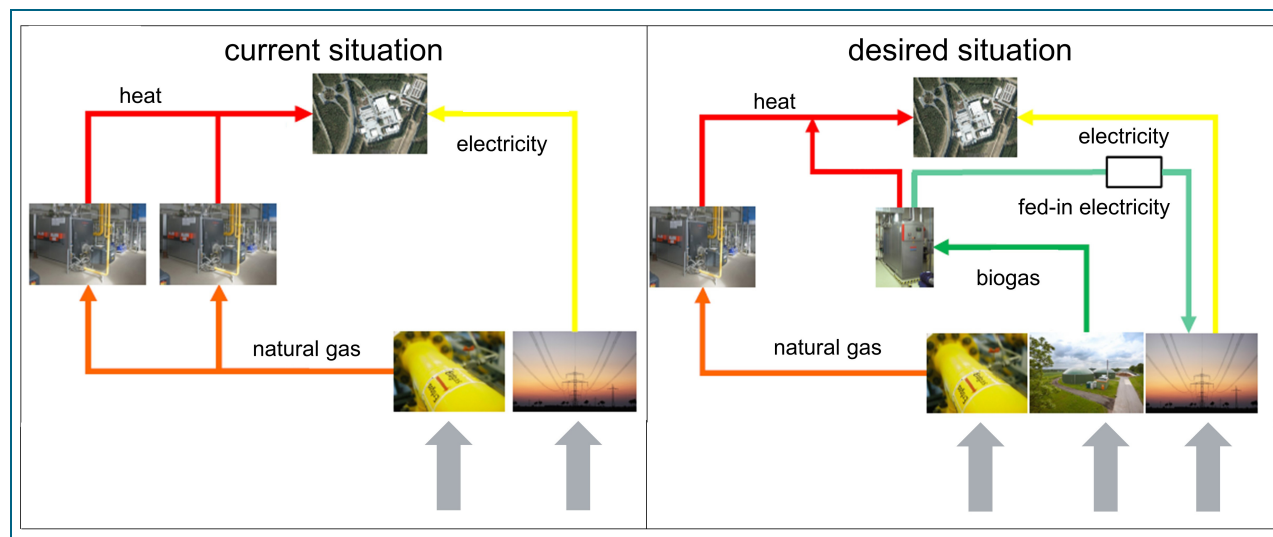 current situation
heat
electricity
natural gas
desired situation
heat
electricity
fed-in electricity
biogas
natural gas